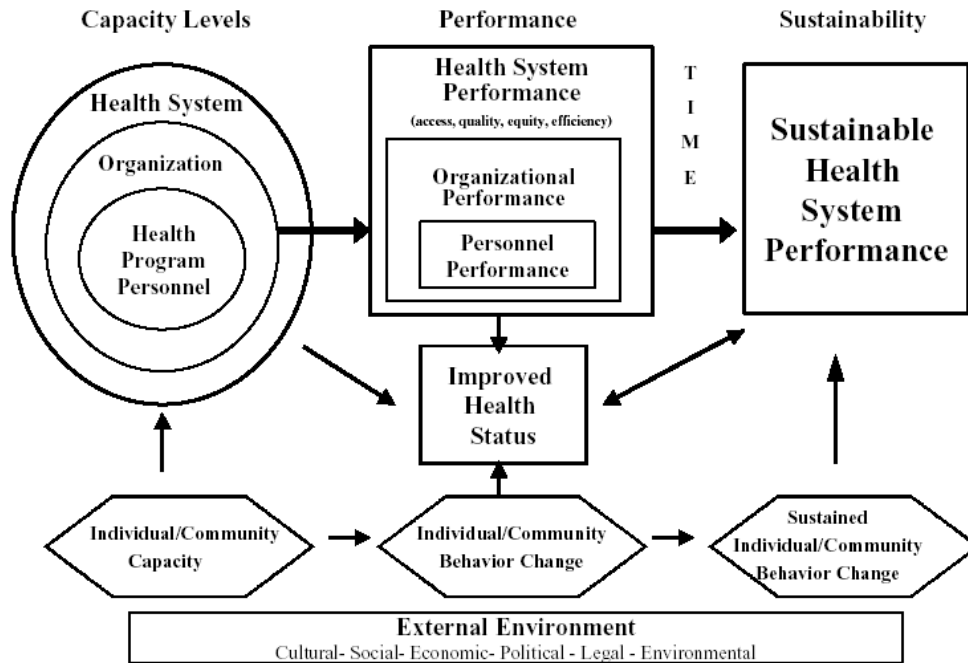 Capacity Levels
Performance
Sustainability
Health System
Organization
Health
Program
Personnel
Health System
Performance
(access, quality, equity, efficiency)
Organizational
Performance
Personnel
Performance
T
I
M
E
Sustainable
Health
System
Performance
Improved
Health
Status
Individual/Community
Capacity
Individual/Community
Behavior Change
Sustained
Individual/Community
Behavior Change
External Environment
Cultural- Social- Economic- Political - Legal - Environmental